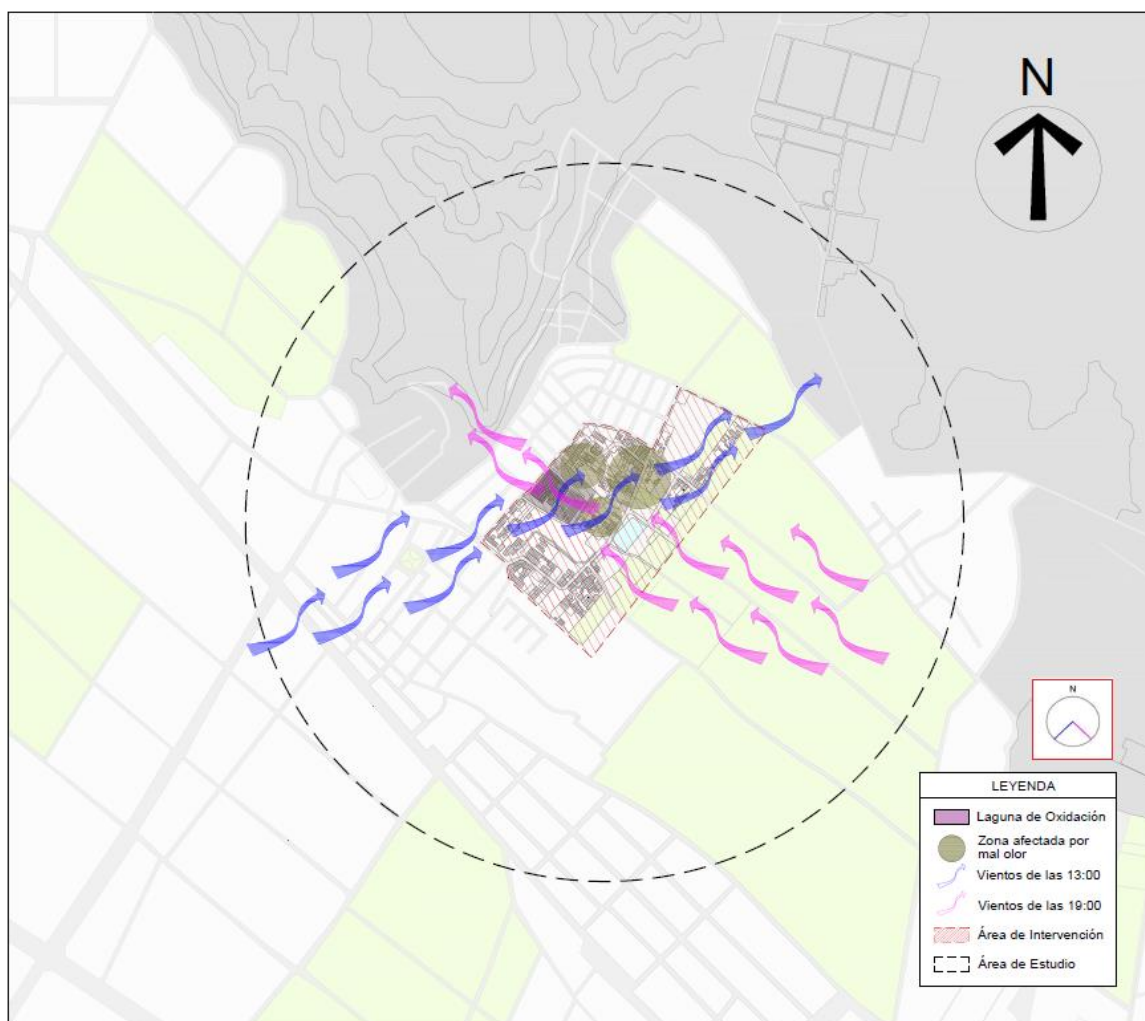 N
N
LEYENDA
Laguna de Oxidación
Zona afectada por
mal olor
Vientos de las 13:00
Vientos de las 19:00
Área de Intervención
Área de Estudio